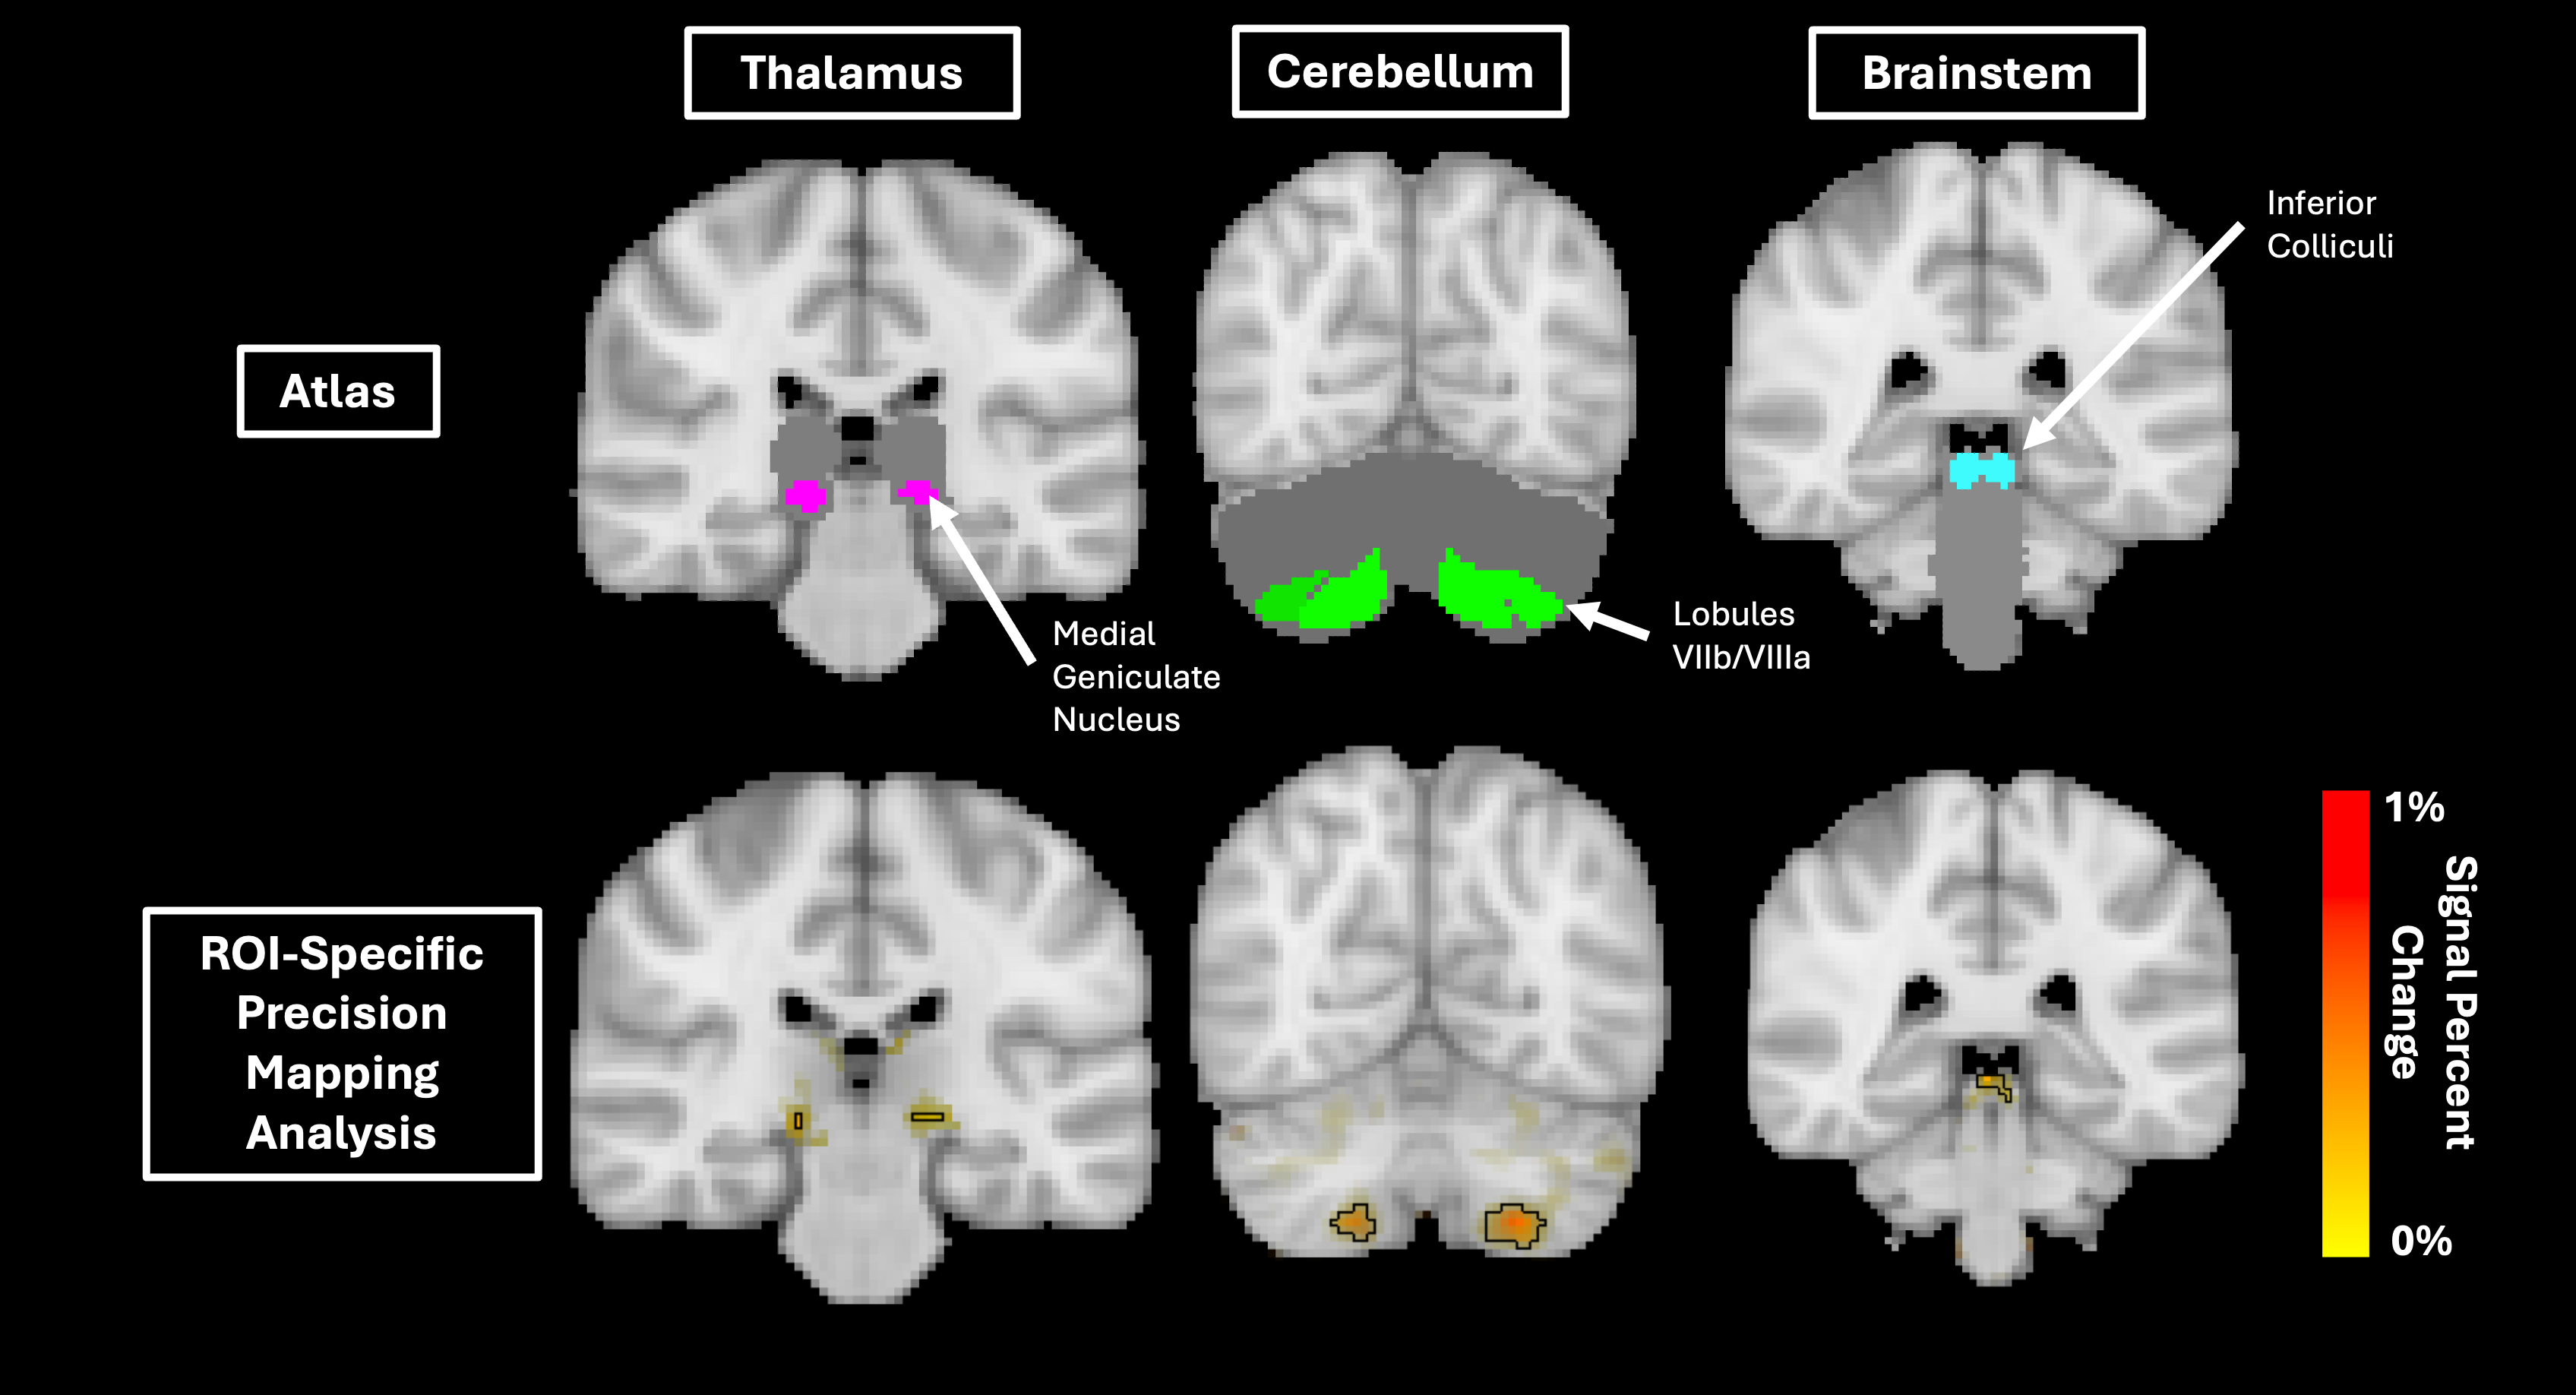 Thalamus
Cerebellum
Brainstem
Atlas
Inferior
Colliculi
Medial
Geniculate
Nucleus
Lobules
VIIb/VIIIa
ROI-Specific
Precision
Mapping
Analysis
1%
Signal Percent
Change
0%